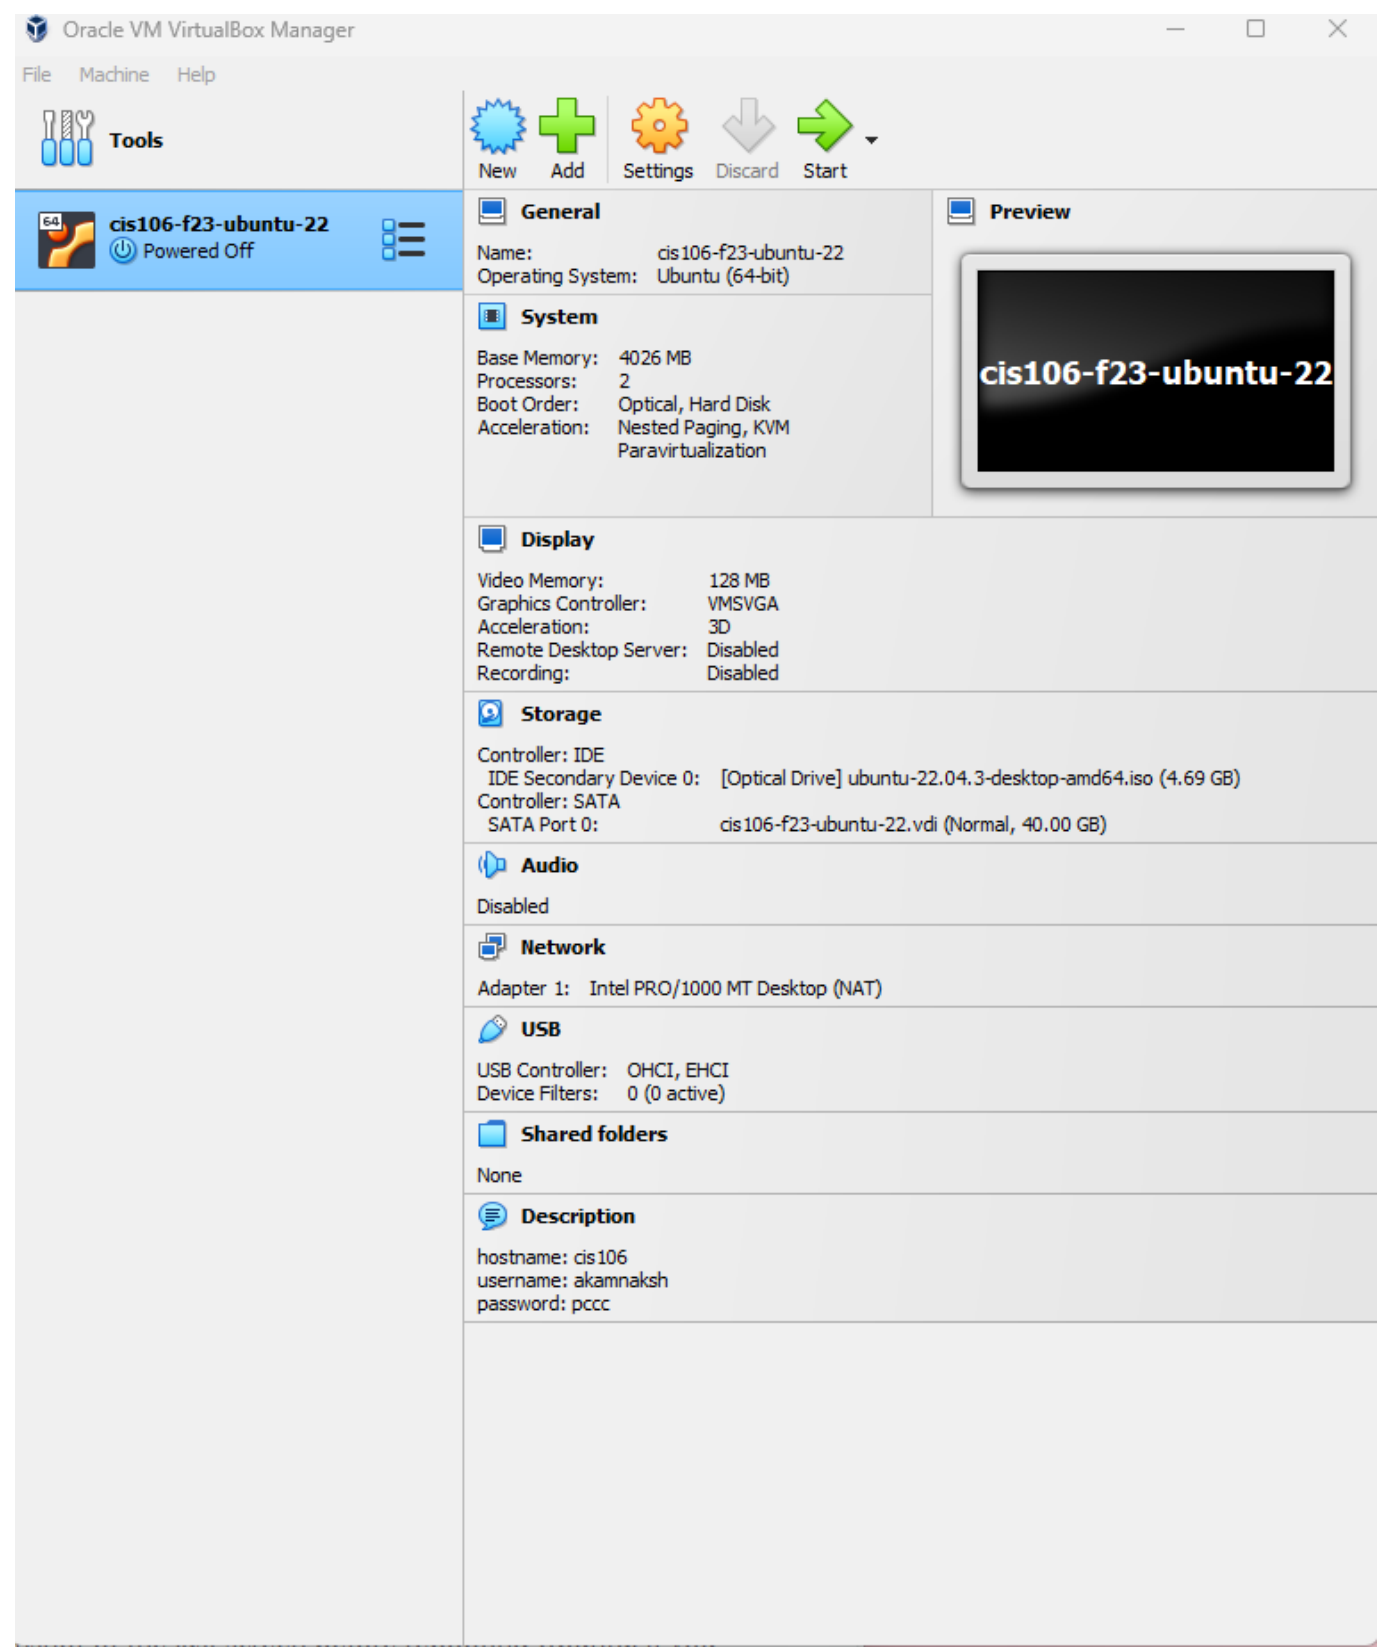 Oracle VM VirtualBox Manager
File Machine Help
Tools
New Add Settings Discard Start
64
cis106-f23-ubuntu-22
Powered Off
General
Name: cis106-f23-ubuntu-22
Operating System: Ubuntu (64-bit)
Preview
cis106-f23-ubuntu-22
System
Base Memory: 4026 MB
Processors: 2
Boot Order: Optical, Hard Disk
Acceleration: Nested Paging, KVM
Paravirtualization
Display
Video Memory: 128 MB
Graphics Controller: VMSVGA
Acceleration: 3D
Remote Desktop Server: Disabled
Recording: Disabled
Storage
Controller: IDE
IDE Secondary Device 0: [Optical Drive] ubuntu-22.04.3-desktop-amd64.iso (4.69 GB)
Controller: SATA
SATA Port 0: cis106-f23-ubuntu-22.vdi (Normal, 40.00 GB)
Audio
Disabled
Network
Adapter 1: Intel PRO/1000 MT Desktop (NAT)
USB
USB Controller: OHCI, EHCI
Device Filters: 0 (0 active)
Shared folders
None
Description
hostname: cis106
username: akamnaksh
password: pccc